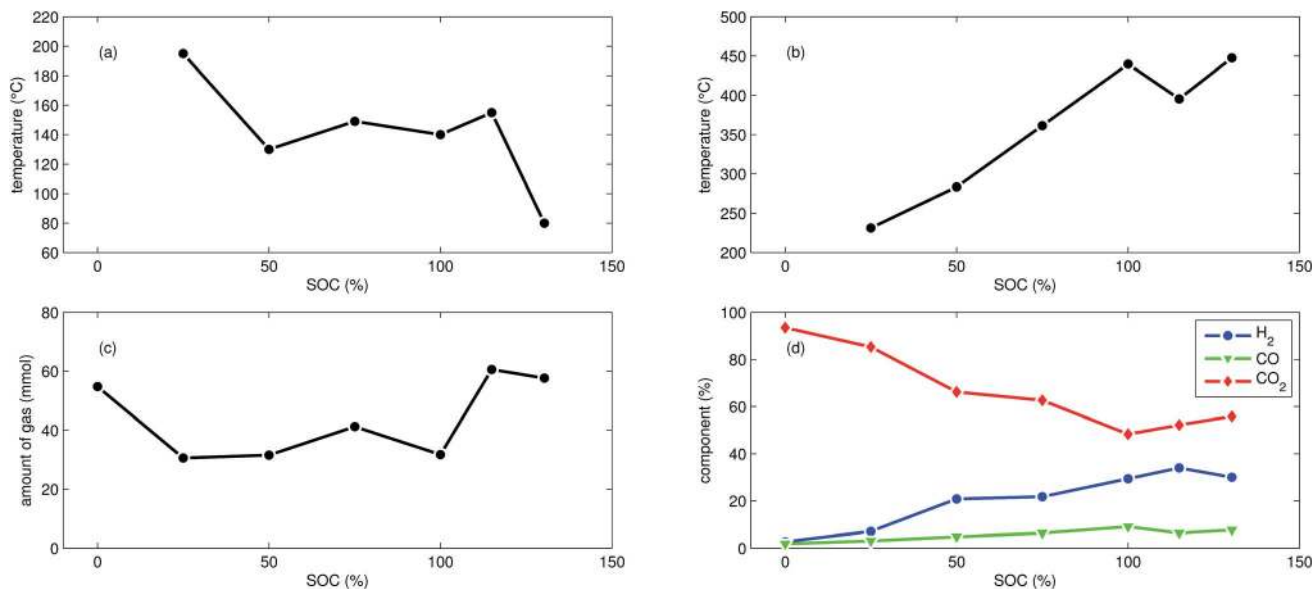 220
200
180
160
140
120
100
80
60
temperature (°C)
(a)
0 50 100 150
SOC (%)
500
450
400
350
300
250
200
temperature (°C)
(b)
0 50 100 150
SOC (%)
80
60
40
20
0
amount of gas (mmol)
(c)
0 50 100 150
SOC (%)
100
80
60
40
20
0
component (%)
(d)
H₂
CO
CO₂
0 50 100 150
SOC (%)